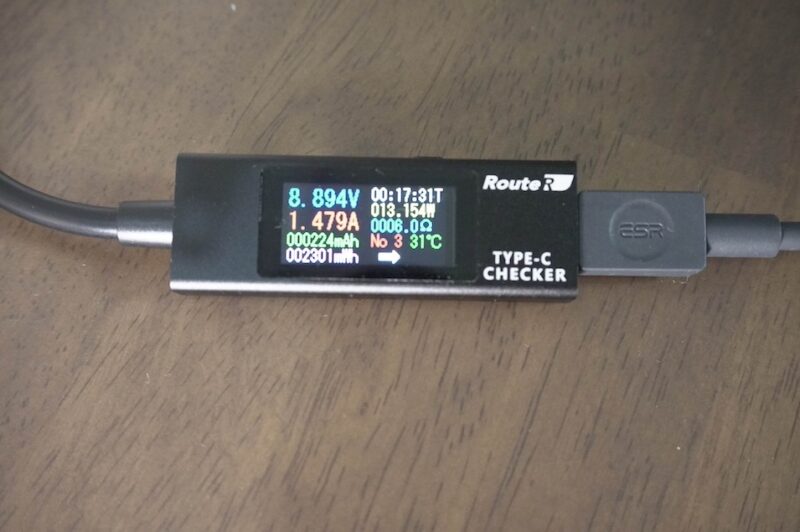 8.894V
1.479A
000224mAh
002301mWh
00:17:31T
013.154W
0006.0Ω
No 3 31℃
Route R
TYPE-C
CHECKER
ESR